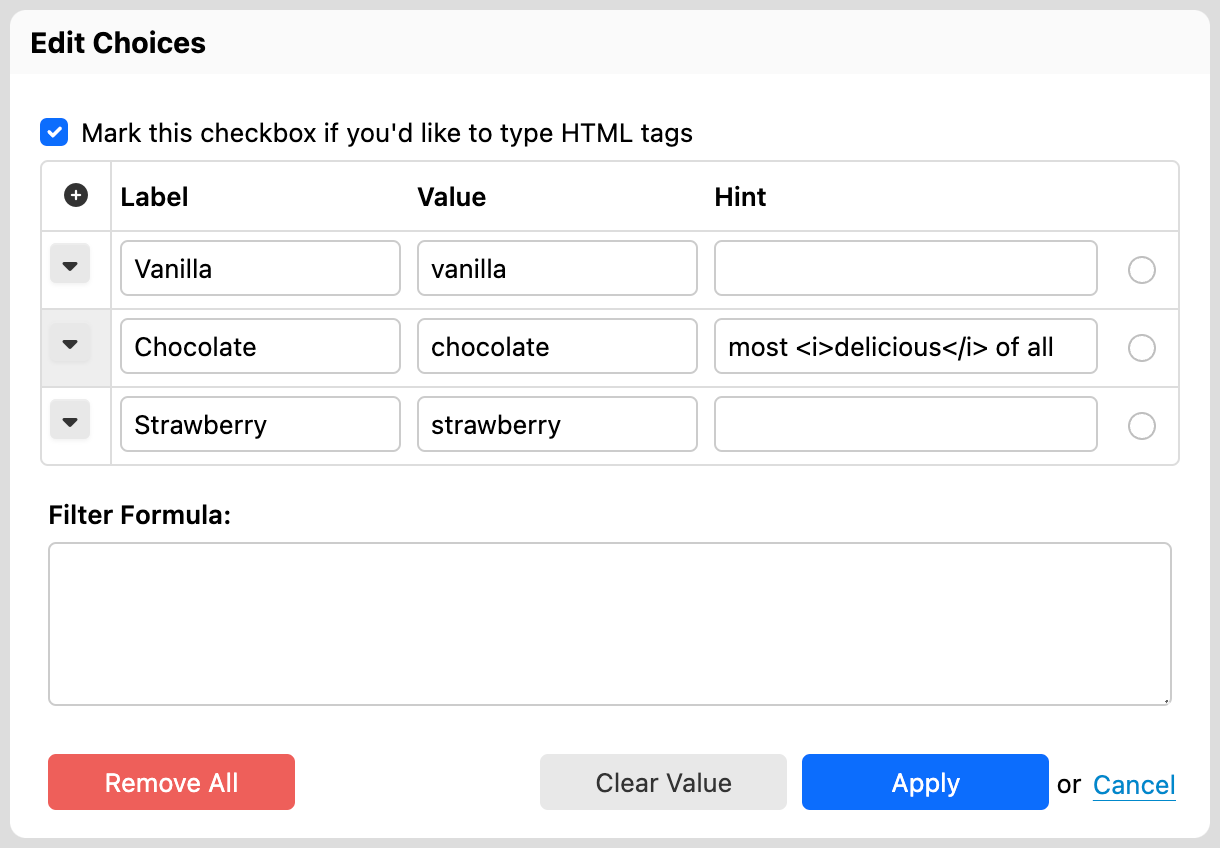 Edit Choices
Mark this checkbox if you'd like to type HTML tags
Label Value Hint
Vanilla vanilla
Chocolate chocolate most <i>delicious</i> of all
Strawberry strawberry
Filter Formula:
Remove All Clear Value Apply or Cancel